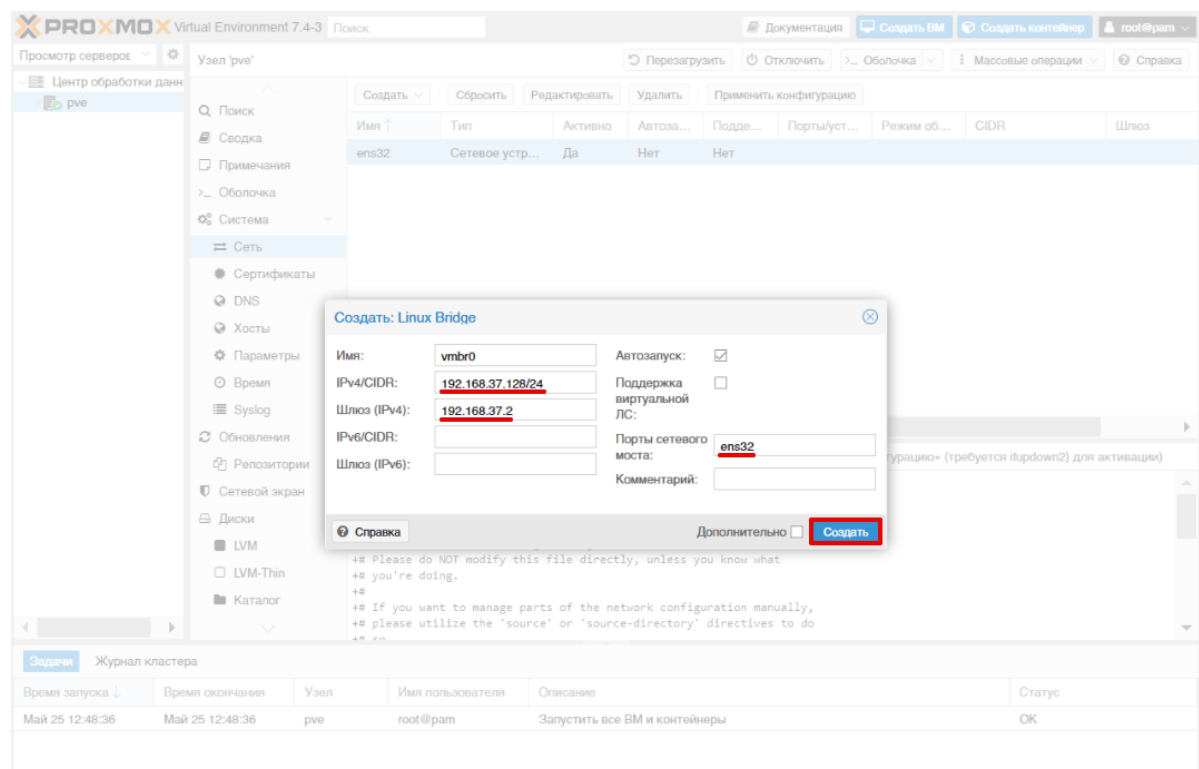 PROXMOX Virtual Environment 7.4-3 Поиск Документация Создать ВМ Создать контейнер root@pam
Просмотр серверов Узел 'pve' Перезагрузить Отключить >_ Оболочка Массовые операции Справка
Центр обработки данн
pve
Поиск
Сводка
Примечания
>_ Оболочка
Система
Сеть
Сертификаты
DNS
Хосты
Параметры
Время
Syslog
Обновления
Репозитории
Сетевой экран
Диски
LVM
LVM-Thin
Каталог
Создать Сбросить Редактировать Удалить Применить конфигурацию
Имя ↑ Тип Активно Автоза... Подде... Порты/уст... Режим об... CIDR Шлюз
ens32 Сетевое устр... Да Нет Нет
Создать: Linux Bridge
Имя: vmbr0
IPv4/CIDR: 192.168.37.128/24
Шлюз (IPv4): 192.168.37.2
IPv6/CIDR:
Шлюз (IPv6):
Автозапуск:
Поддержка
виртуальной
ЛС:
Порты сетевого
моста: ens32
Комментарий:
Справка Дополнительно Создать
гурацию» (требуется ifupdown2) для активации)
+# Please do NOT modify this file directly, unless you know what
+# you're doing.
+#
+# If you want to manage parts of the network configuration manually,
+# please utilize the 'source' or 'source-directory' directives to do
+# so
Задачи Журнал кластера
Время запуска ↓ Время окончания Узел Имя пользователя Описание Статус
Май 25 12:48:36 Май 25 12:48:36 pve root@pam Запустить все ВМ и контейнеры OK